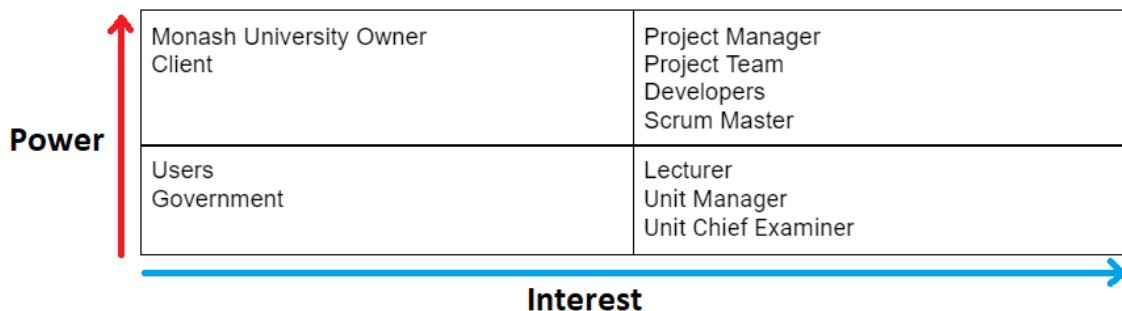 Monash University Owner
Client
Project Manager
Project Team
Developers
Scrum Master
Power
Users
Government
Lecturer
Unit Manager
Unit Chief Examiner
Interest